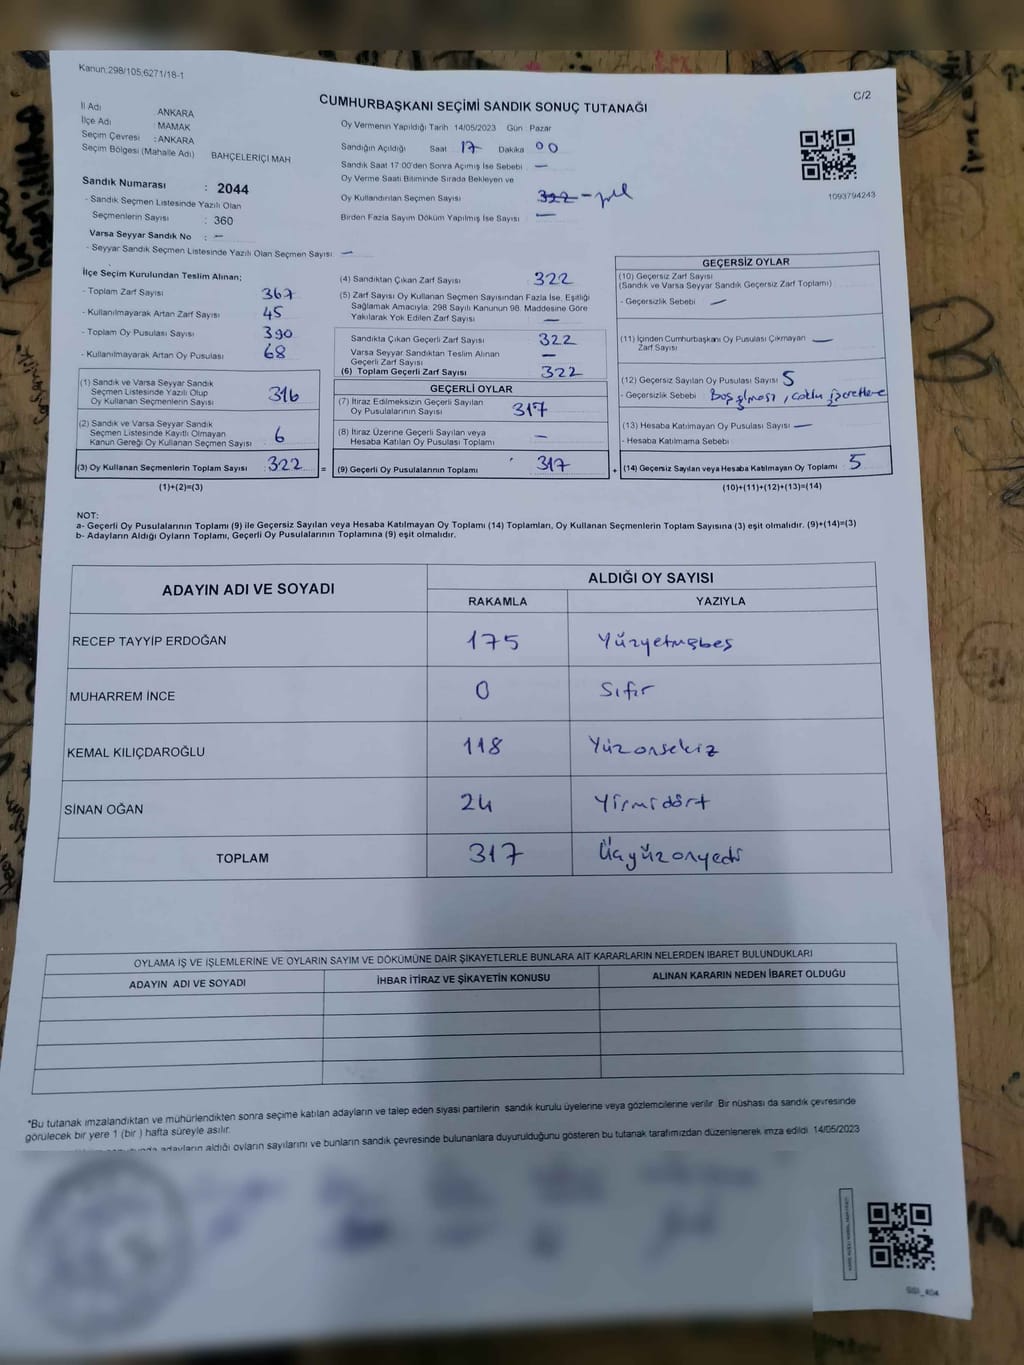 Kanun:298/105,6271/18-1
C/2
CUMHURBAŞKANI SEÇİMİ SANDIK SONUÇ TUTANAĞI
İl Adı ANKARA
İlçe Adı : MAMAK
Seçim Çevresi : ANKARA
Seçim Bölgesi (Mahalle Adı) BAHÇELERİÇİ MAH
Sandık Numarası : 2044
- Sandık Seçmen Listesinde Yazılı Olan
Seçmenlerin Sayısı : 360
Varsa Seyyar Sandık No : –
- Seyyar Sandık Seçmen Listesinde Yazılı Olan Seçmen Sayısı: –
Oy Vermenin Yapıldığı Tarih 14/05/2023 Gün Pazar
Sandığın Açıldığı Saat 17 Dakika 00
Sandık Saat 17:00'den Sonra Açımış İse Sebebi –
Oy Verme Saati Bitiminde Sırada Bekleyen ve
Oy Kullandırılan Seçmen Sayısı 322 –
Birden Fazla Sayım Döküm Yapılmış İse Sayısı –
1093794243
İlçe Seçim Kurulundan Teslim Alınan;
- Toplam Zarf Sayısı 367
- Kullanılmayarak Artan Zarf Sayısı 45
- Toplam Oy Pusulası Sayısı 390
- Kullanılmayarak Artan Oy Pusulası 68
(1) Sandık ve Varsa Seyyar Sandık
Seçmen Listesinde Yazılı Olup
Oy Kullanan Seçmenlerin Sayısı 316
(2) Sandık ve Varsa Seyyar Sandık
Seçmen Listesinde Kayıtlı Olmayan
Kanun Gereği Oy Kullanan Seçmen Sayısı 6
(3) Oy Kullanan Seçmenlerin Toplam Sayısı : 322 =
(1)+(2)=(3)
(4) Sandıktan Çıkan Zarf Sayısı 322
(5) Zarf Sayısı Oy Kullanan Seçmen Sayısından Fazla İse, Eşitliği
Sağlamak Amacıyla; 298 Sayılı Kanunun 98. Maddesine Göre
Yakılarak Yok Edilen Zarf Sayısı –
Sandıkta Çıkan Geçerli Zarf Sayısı 322
Varsa Seyyar Sandıktan Teslim Alınan
Geçerli Zarf Sayısı –
(6) Toplam Geçerli Zarf Sayısı 322
GEÇERLİ OYLAR
(7) İtiraz Edilmeksizin Geçerli Sayılan
Oy Pusulalarının Sayısı 317
(8) İtiraz Üzerine Geçerli Sayılan veya
Hesaba Katılan Oy Pusulası Toplamı –
(9) Geçerli Oy Pusulalarının Toplamı 317 +
GEÇERSİZ OYLAR
(10) Geçersiz Zarf Sayısı
(Sandık ve Varsa Seyyar Sandık Geçersiz Zarf Toplamı)
- Geçersizlik Sebebi –
(11) İçinden Cumhurbaşkanı Oy Pusulası Çıkmayan
Zarf Sayısı –
(12) Geçersiz Sayılan Oy Pusulası Sayısı 5
- Geçersizlik Sebebi Boş olması, çoklu işaretleme
(13) Hesaba Katılmayan Oy Pusulası Sayısı –
- Hesaba Katılmama Sebebi
(14) Geçersiz Sayılan veya Hesaba Katılmayan Oy Toplamı 5
(10)+(11)+(12)+(13)=(14)
NOT:
a- Geçerli Oy Pusulalarının Toplamı (9) ile Geçersiz Sayılan veya Hesaba Katılmayan Oy Toplamı (14) Toplamları, Oy Kullanan Seçmenlerin Toplam Sayısına (3) eşit olmalıdır. (9)+(14)=(3)
b- Adayların Aldığı Oyların Toplamı, Geçerli Oy Pusulalarının Toplamına (9) eşit olmalıdır.
ADAYIN ADI VE SOYADI ALDIĞI OY SAYISI
RAKAMLA YAZIYLA
RECEP TAYYİP ERDOĞAN 175 Yüzyetmişbeş
MUHARREM İNCE 0 Sıfır
KEMAL KILIÇDAROĞLU 118 Yüzonsekiz
SİNAN OĞAN 24 Yirmidört
TOPLAM 317 Üçyüzonyedi
OYLAMA İŞ VE İŞLEMLERİNE VE OYLARIN SAYIM VE DÖKÜMÜNE DAİR ŞİKAYETLERLE BUNLARA AİT KARARLARIN NELERDEN İBARET BULUNDUKLARI
ADAYIN ADI VE SOYADI İHBAR İTİRAZ VE ŞİKAYETİN KONUSU ALINAN KARARIN NEDEN İBARET OLDUĞU
*Bu tutanak imzalandıktan ve mühürlendikten sonra seçime katılan adayların ve talep eden siyasi partilerin sandık kurulu üyelerine veya gözlemcilerine verilir. Bir nüshası da sandık çevresinde
görülecek bir yere 1 (bir ) hafta süreyle asılır.
adayların aldığı oyların sayılarını ve bunların sandık çevresinde bulunanlara duyurulduğunu gösteren bu tutanak tarafımızdan düzenlenerek imza edildi. 14/05/2023